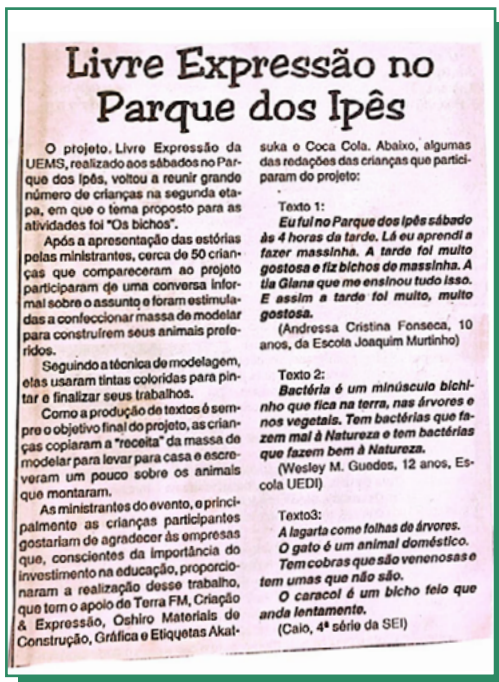 Livre Expressão no
Parque dos Ipês
O projeto. Livre Expressão da
UEMS, realizado aos sábados no Par-
que dos Ipês, voltou a reunir grande
número de crianças na segunda eta-
pa, em que o tema proposto para as
atividades foi "Os bichos".
Após a apresentação das estórias
pelas ministrantes, cerca de 50 crian-
ças que compareceram ao projeto
participaram de uma conversa infor-
mal sobre o assunto e foram estimula-
das a confeccionar massa de modelar
para construírem seus animais prefe-
ridos.
Seguindo a técnica de modelagem,
elas usaram tintas coloridas para pin-
tar e finalizar seus trabalhos.
Como a produção de textos é sem-
pre o objetivo final do projeto, as crian-
ças copiaram a "receita" da massa de
modelar para levar para casa e escre-
veram um pouco sobre os animais
que montaram.
As ministrantes do evento, e princi-
palmente as crianças participantes
gostariam de agradecer às empresas
que, conscientes da importância do
investimento na educação, proporcio-
naram a realização desse trabalho,
que tem o apoio de Terra FM, Criação
& Expressão, Oshiro Materiais de
Construção, Gráfica e Etiquetas Akat-
suka e Coca Cola. Abaixo, algumas
das redações das crianças que partici-
param do projeto:
Texto 1:
Eu fui no Parque dos Ipês sábado
às 4 horas da tarde. Lá eu aprendi a
fazer massinha. A tarde foi muito
gostosa e fiz bichos de massinha. A
tia Giana que me ensinou tudo isso.
E assim a tarde foi muito, muito
gostosa.
(Andressa Cristina Fonseca, 10
anos, da Escola Joaquim Murtinho)
Texto 2:
Bactéria é um minúsculo bichi-
nho que fica na terra, nas árvores e
nos vegetais. Tem bactérias que fa-
zem mal à Natureza e tem bactérias
que fazem bem à Natureza.
(Wesley M. Guedes, 12 anos, Es-
cola UEDI)
Texto3:
A lagarta come folhas de árvores.
O gato é um animal doméstico.
Tem cobras que são venenosas e
tem umas que não são.
O caracol é um bicho feio que
anda lentamente.
(Caio, 4ª série da SEI)